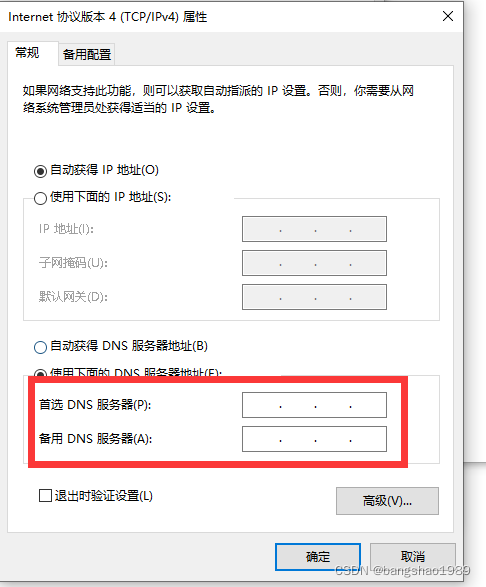 Internet 协议版本 4 (TCP/IPv4) 属性
常规
备用配置
如果网络支持此功能，则可以获取自动指派的 IP 设置。否则，你需要从网
络系统管理员处获得适当的 IP 设置。
自动获得 IP 地址(O)
使用下面的 IP 地址(S):
IP 地址(I):
子网掩码(U):
默认网关(D):
自动获得 DNS 服务器地址(B)
使用下面的 DNS 服务器地址(E):
首选 DNS 服务器(P):
备用 DNS 服务器(A):
退出时验证设置(L)
高级(V)...
确定
取消
CSDN @bangshao1989